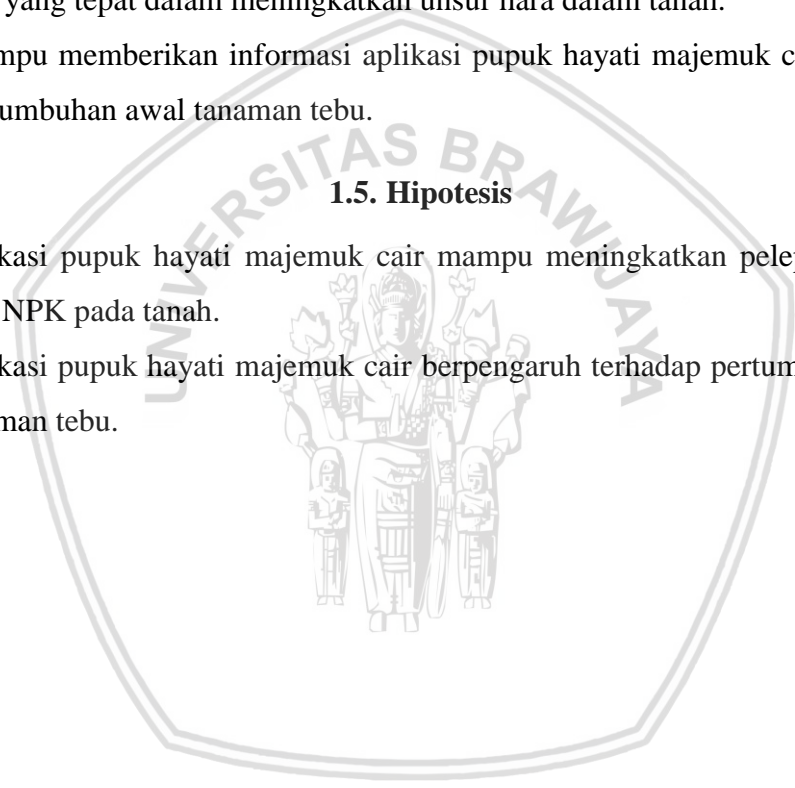 yang tepat dalam meningkatkan unsur hara dalam tanah.
mpu memberikan informasi aplikasi pupuk hayati majemuk c
umbuhan awal tanaman tebu.
UNIVERSITAS BRAWIJAYA
1.5. Hipotesis
kasi pupuk hayati majemuk cair mampu meningkatkan pelep
NPK pada tanah.
kasi pupuk hayati majemuk cair berpengaruh terhadap pertum
man tebu.